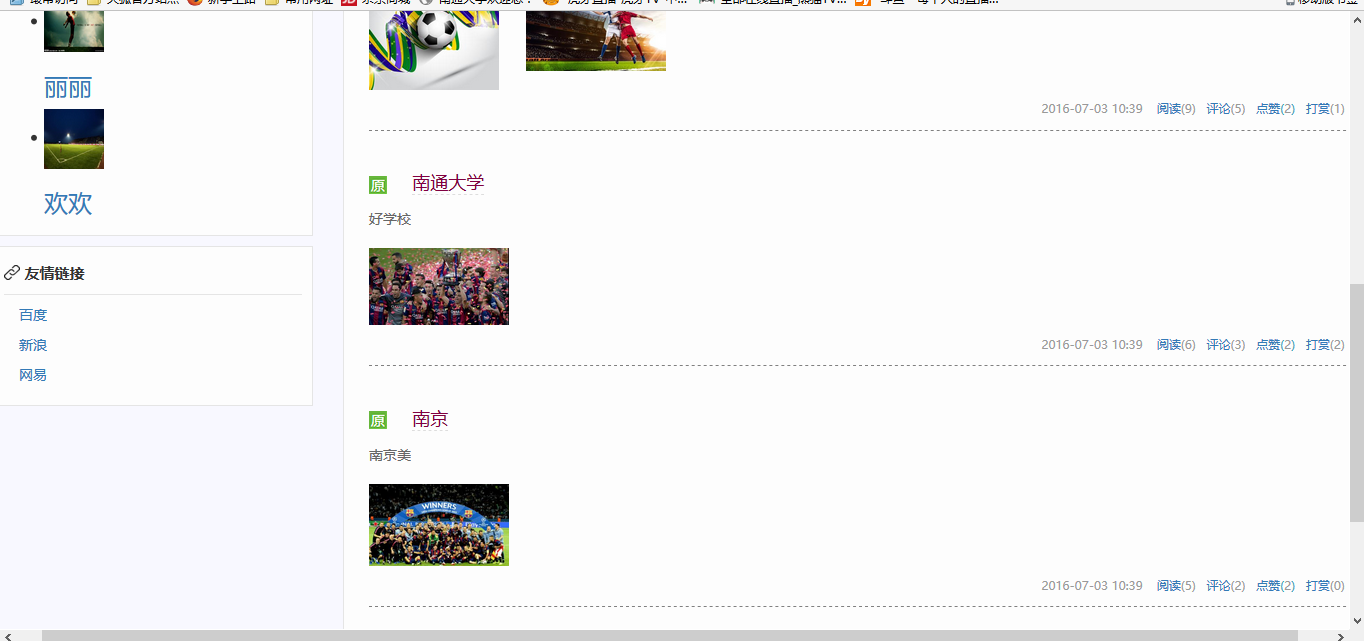 丽丽
欢欢
友情链接
百度
新浪
网易
2016-07-03 10:39 阅读(9) 评论(5) 点赞(2) 打赏(1)
原 南通大学
好学校
2016-07-03 10:39 阅读(6) 评论(3) 点赞(2) 打赏(2)
原 南京
南京美
WINNERS
2016-07-03 10:39 阅读(5) 评论(2) 点赞(2) 打赏(0)